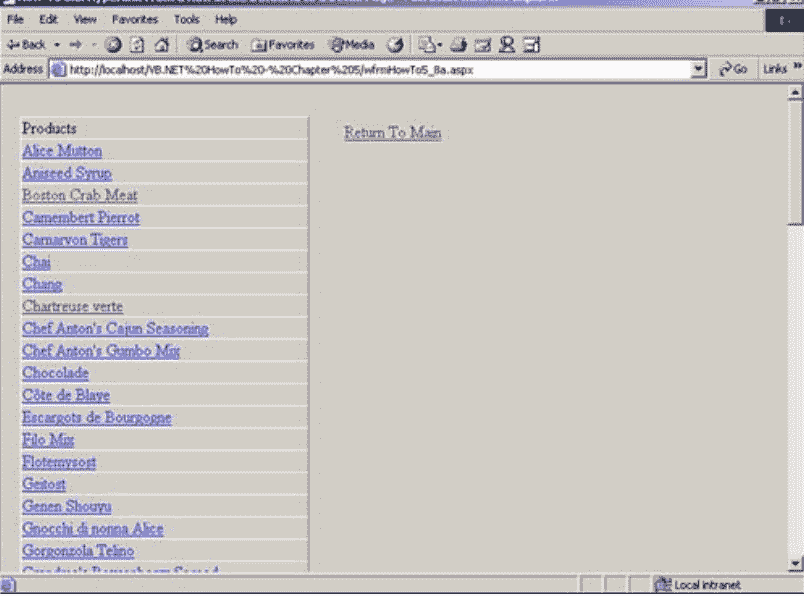 File Edit View Favorites Tools Help
Back Search Favorites Media
Address http://localhost/VB.NET%20HowTo%20-%20Chapter%205/wfrmHowTo5_8a.aspx Go Links »
Products
Return To Main
Alice Mutton
Aniseed Syrup
Boston Crab Meat
Camembert Pierrot
Carnarvon Tigers
Chai
Chang
Chartreuse verte
Chef Anton's Cajun Seasoning
Chef Anton's Gumbo Mix
Chocolade
Côte de Blaye
Escargots de Bourgogne
Filo Mix
Flotemysost
Geitost
Genen Shouyu
Gnocchi di nonna Alice
Gorgonzola Telino
Local intranet